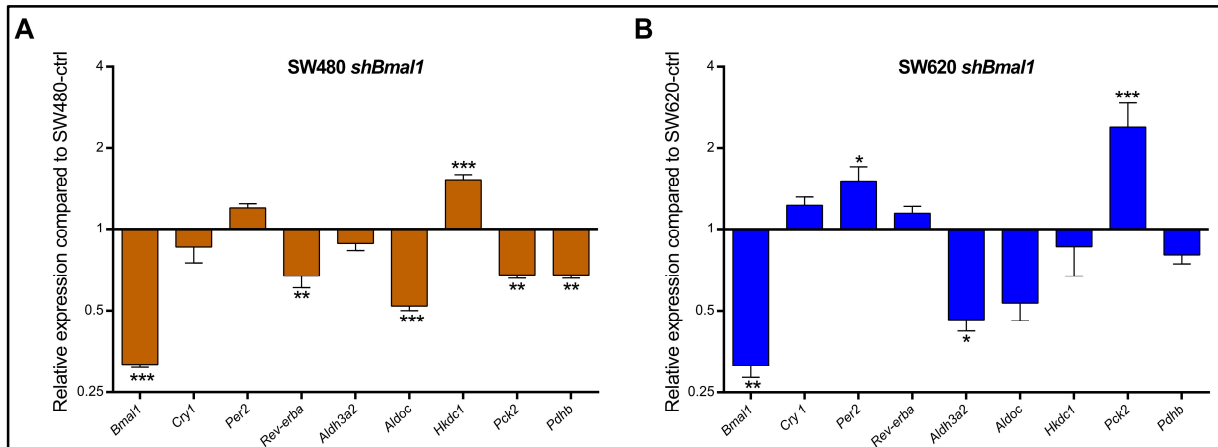 A
SW480 shBmal1
Relative expression compared to SW480-ctrl
4
2
1
0.5
0.25
***
**
***
***
**
**
Bmal1
Cry1
Per2
Rev-erba
Aldh3a2
Aldoc
Hkdc1
Pck2
Pdhb
B
SW620 shBmal1
Relative expression compared to SW620-ctrl
4
2
1
0.5
0.25
**
*
*
***
Bmal1
Cry 1
Per2
Rev-erba
Aldh3a2
Aldoc
Hkdc1
Pck2
Pdhb